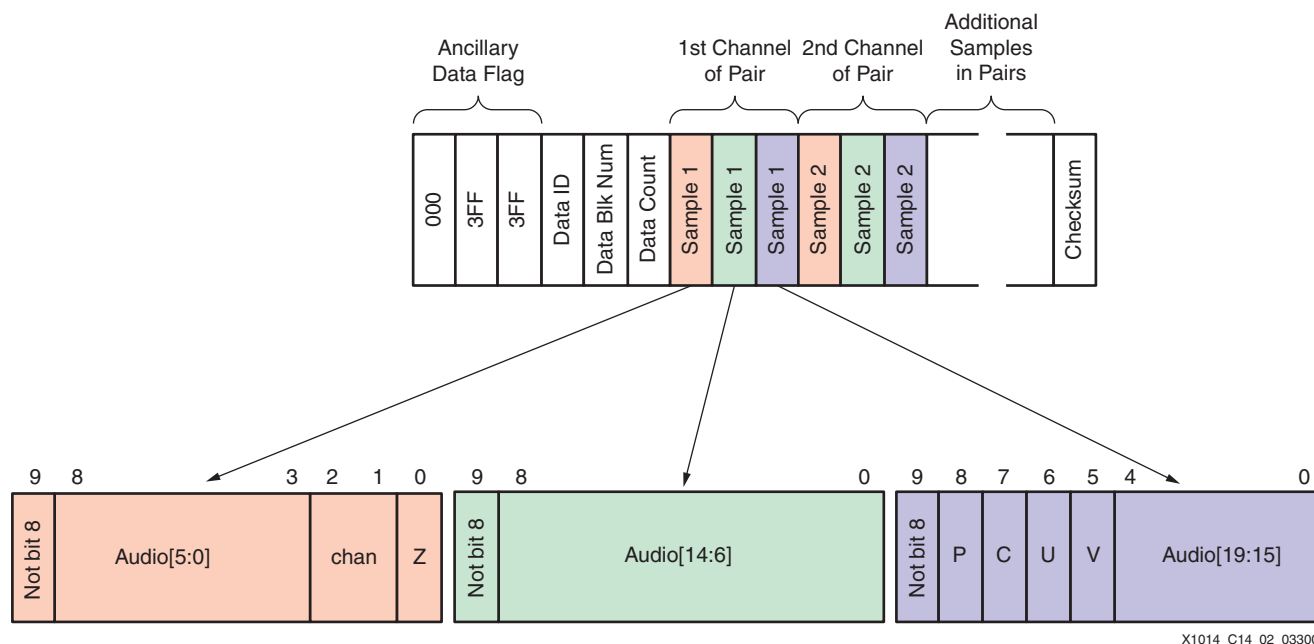 Ancillary
Data Flag
1st Channel
of Pair
2nd Channel
of Pair
Additional
Samples
in Pairs
000
3FF
3FF
Data ID
Data Blk Num
Data Count
Sample 1
Sample 1
Sample 1
Sample 2
Sample 2
Sample 2
Checksum
9 8 3 2 1 0
Not bit 8
Audio[5:0]
chan
Z
9 8 0
Not bit 8
Audio[14:6]
9 8 7 6 5 4 0
Not bit 8
P
C
U
V
Audio[19:15]